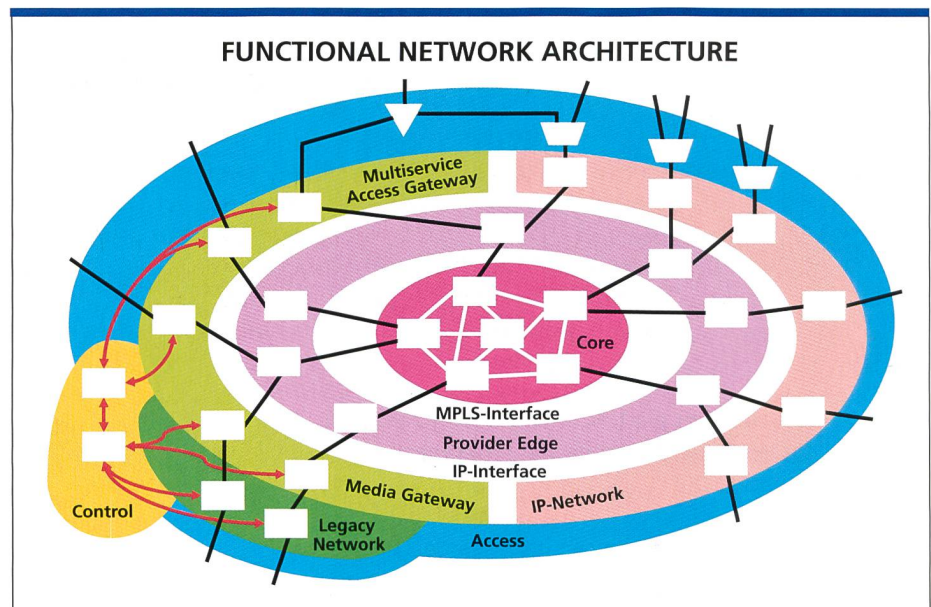 FUNCTIONAL NETWORK ARCHITECTURE
Multiservice
Access Gateway
Core
MPLS-Interface
Provider Edge
IP-Interface
Media Gateway
IP-Network
Control
Legacy
Network
Access